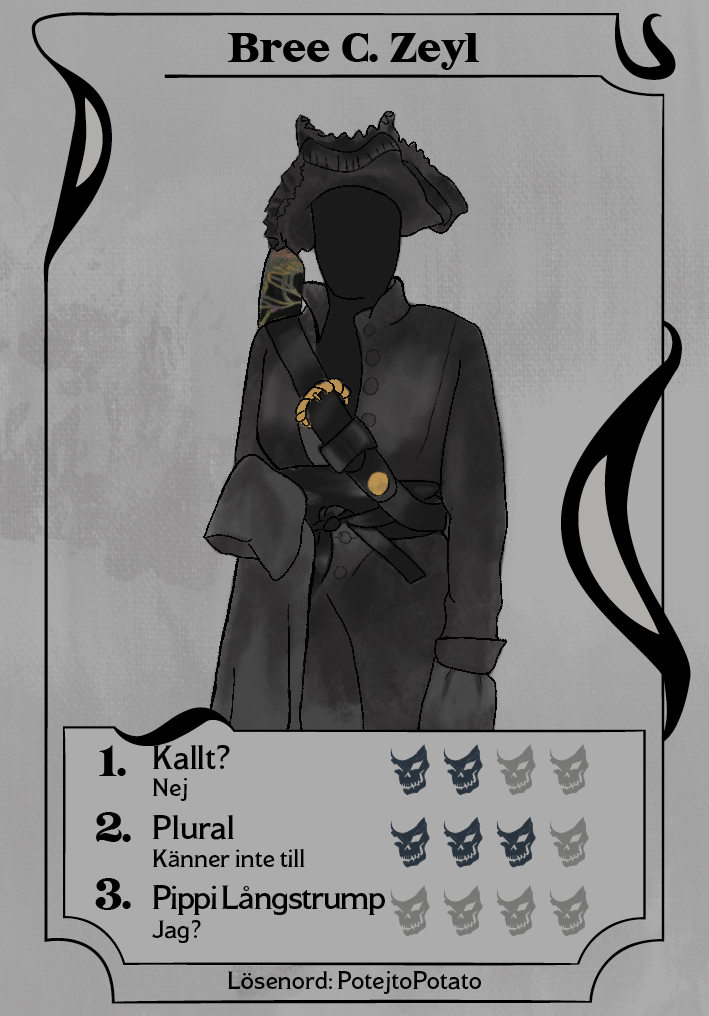 Bree C. Zeyl
1. Kallt?
Nej
2. Plural
Känner inte till
3. Pippi Långstrump
Jag?
Lösenord: PotejtoPotato